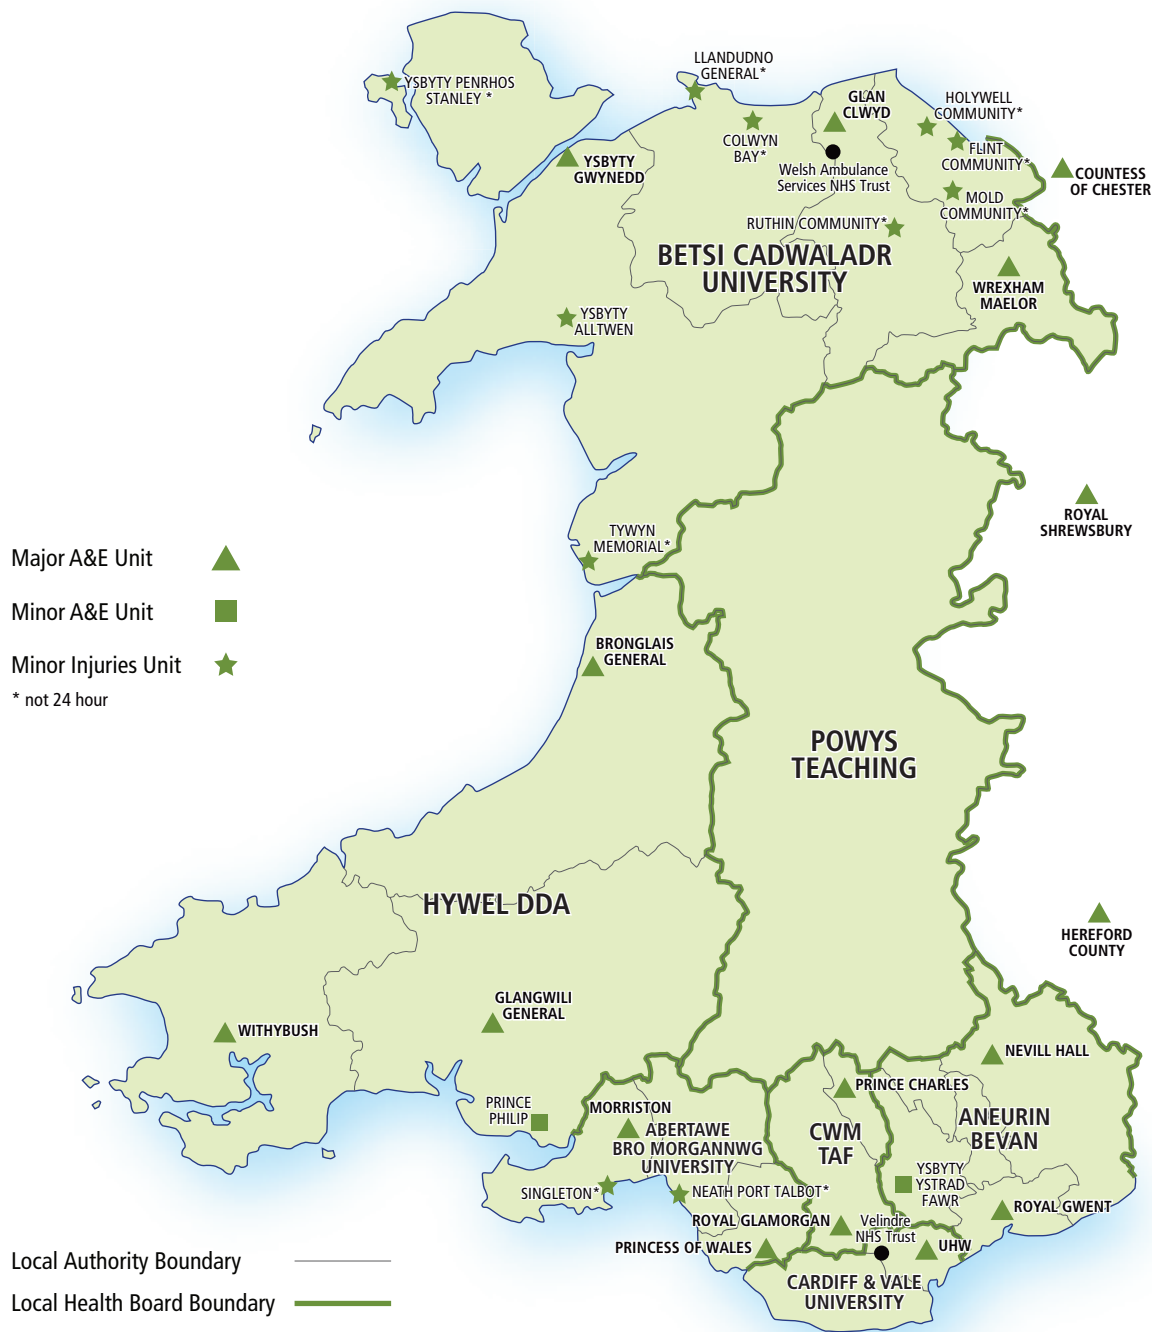 LLANDUDNO
GENERAL*
YSBYTY PENRHOS
STANLEY *
GLAN
CLWYD
HOLYWELL
COMMUNITY*
COLWYN
BAY*
FLINT
COMMUNITY*
YSBYTY
GWYNEDD
Welsh Ambulance
Services NHS Trust
COUNTESS
OF CHESTER
MOLD
COMMUNITY*
RUTHIN COMMUNITY*
BETSI CADWALADR
UNIVERSITY
WREXHAM
MAELOR
YSBYTY
ALLTWEN
ROYAL
SHREWSBURY
TYWYN
MEMORIAL*
Major A&E Unit
Minor A&E Unit
Minor Injuries Unit
* not 24 hour
BRONGLAIS
GENERAL
POWYS
TEACHING
HYWEL DDA
HEREFORD
COUNTY
GLANGWILI
GENERAL
WITHYBUSH
NEVILL HALL
PRINCE CHARLES
PRINCE
PHILIP
MORRISTON
ABERTAWE
BRO MORGANNWG
UNIVERSITY
CWM
TAF
ANEURIN
BEVAN
YSBYTY
YSTRAD
FAWR
SINGLETON*
NEATH PORT TALBOT*
ROYAL GLAMORGAN
Velindre
NHS Trust
ROYAL GWENT
PRINCESS OF WALES
UHW
CARDIFF & VALE
UNIVERSITY
Local Authority Boundary
Local Health Board Boundary